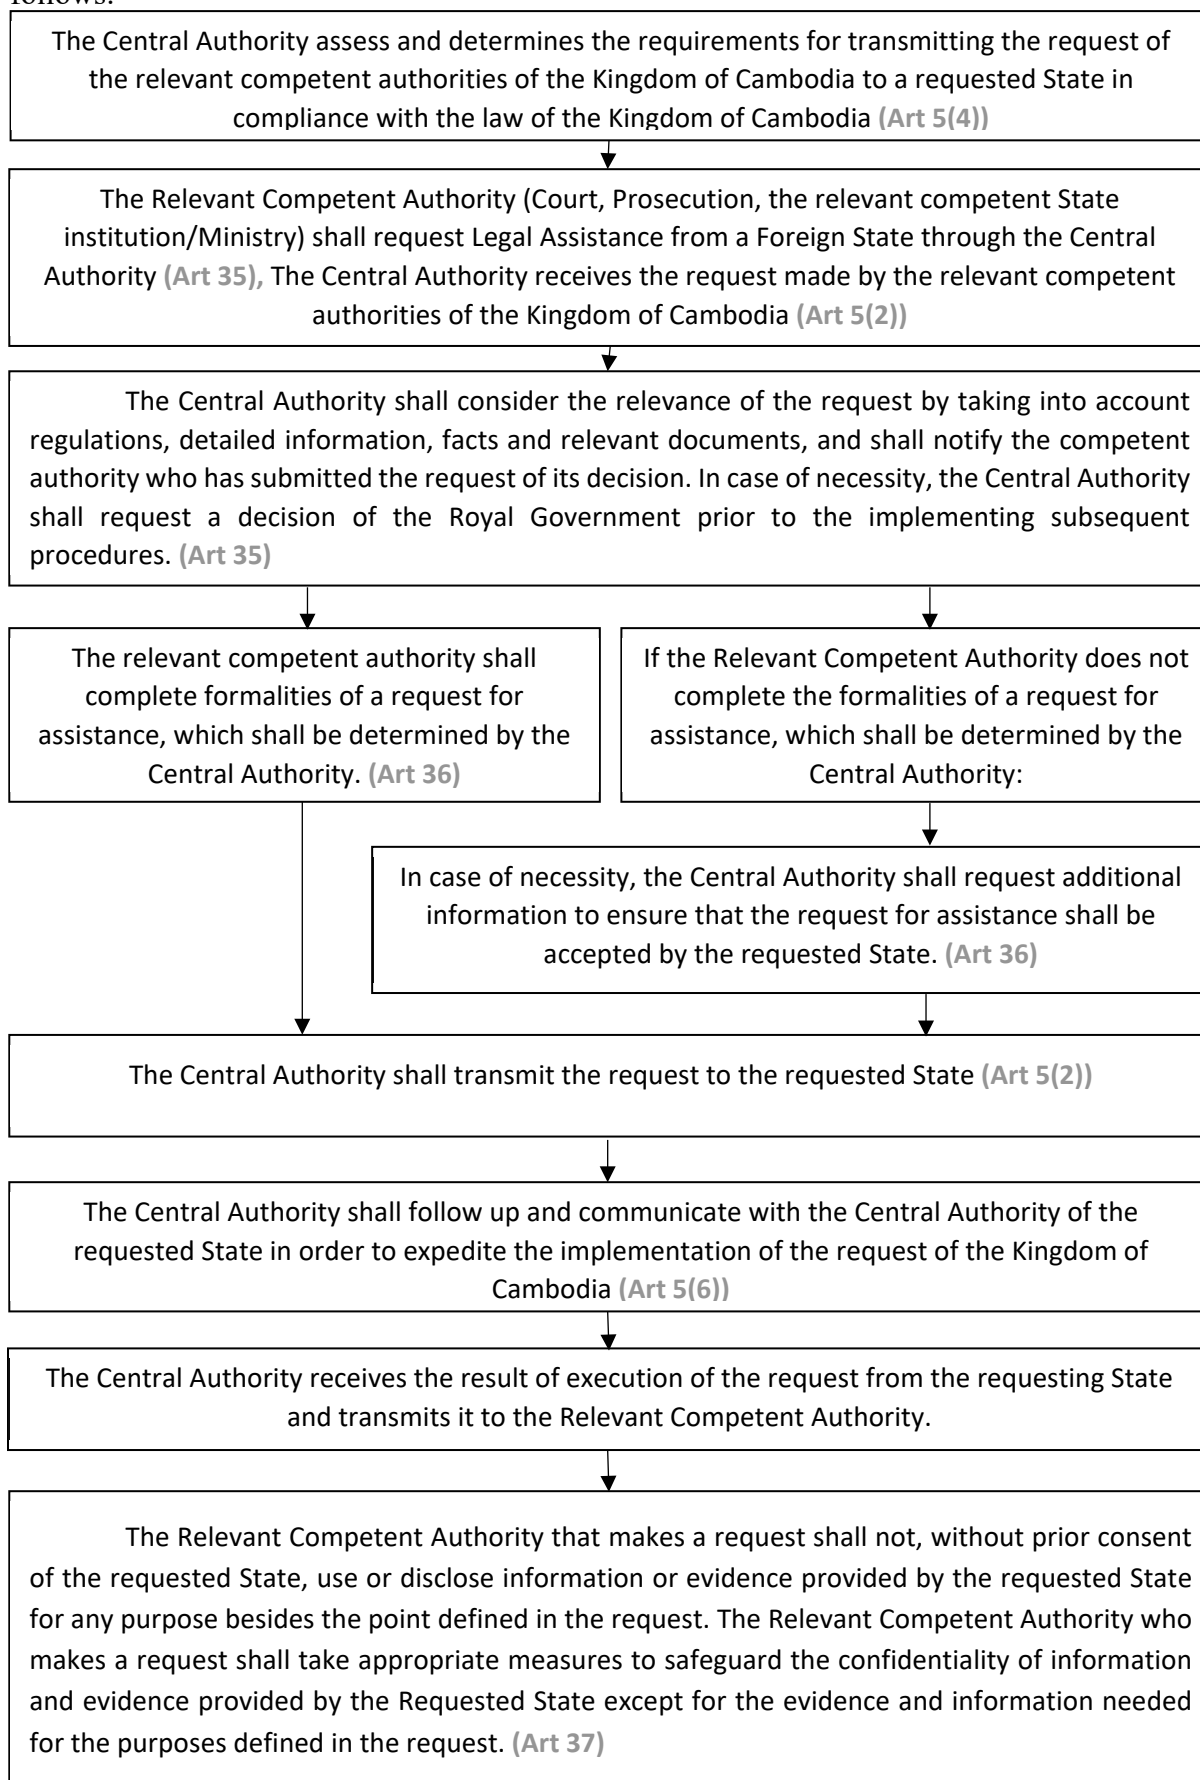 follows:
The Central Authority assess and determines the requirements for transmitting the request of
the relevant competent authorities of the Kingdom of Cambodia to a requested State in
compliance with the law of the Kingdom of Cambodia (Art 5(4))
The Relevant Competent Authority (Court, Prosecution, the relevant competent State
institution/Ministry) shall request Legal Assistance from a Foreign State through the Central
Authority (Art 35), The Central Authority receives the request made by the relevant competent
authorities of the Kingdom of Cambodia (Art 5(2))
The Central Authority shall consider the relevance of the request by taking into account
regulations, detailed information, facts and relevant documents, and shall notify the competent
authority who has submitted the request of its decision. In case of necessity, the Central Authority
shall request a decision of the Royal Government prior to the implementing subsequent
procedures. (Art 35)
The relevant competent authority shall
complete formalities of a request for
assistance, which shall be determined by the
Central Authority. (Art 36)
If the Relevant Competent Authority does not
complete the formalities of a request for
assistance, which shall be determined by the
Central Authority:
In case of necessity, the Central Authority shall request additional
information to ensure that the request for assistance shall be
accepted by the requested State. (Art 36)
The Central Authority shall transmit the request to the requested State (Art 5(2))
The Central Authority shall follow up and communicate with the Central Authority of the
requested State in order to expedite the implementation of the request of the Kingdom of
Cambodia (Art 5(6))
The Central Authority receives the result of execution of the request from the requesting State
and transmits it to the Relevant Competent Authority.
The Relevant Competent Authority that makes a request shall not, without prior consent
of the requested State, use or disclose information or evidence provided by the requested State
for any purpose besides the point defined in the request. The Relevant Competent Authority who
makes a request shall take appropriate measures to safeguard the confidentiality of information
and evidence provided by the Requested State except for the evidence and information needed
for the purposes defined in the request. (Art 37)